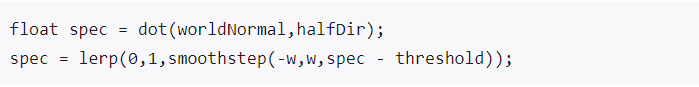 float spec = dot(worldNormal,halfDir);
spec = lerp(0,1,smoothstep(-w,w,spec - threshold));